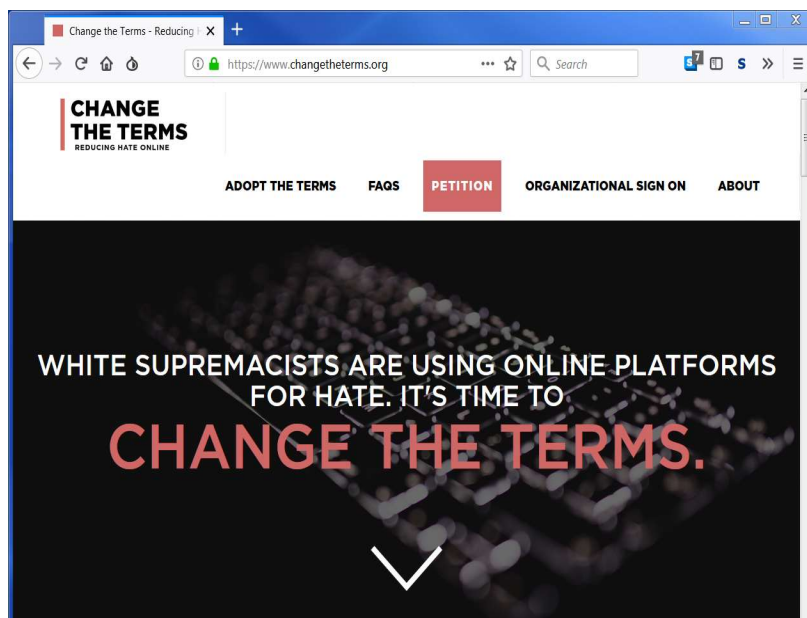 Change the Terms - Reducing H
https://www.changetheterms.org
Search
7
S
S
CHANGE
THE TERMS
REDUCING HATE ONLINE
ADOPT THE TERMS FAQS PETITION ORGANIZATIONAL SIGN ON ABOUT
WHITE SUPREMACISTS ARE USING ONLINE PLATFORMS
FOR HATE. IT'S TIME TO
CHANGE THE TERMS.